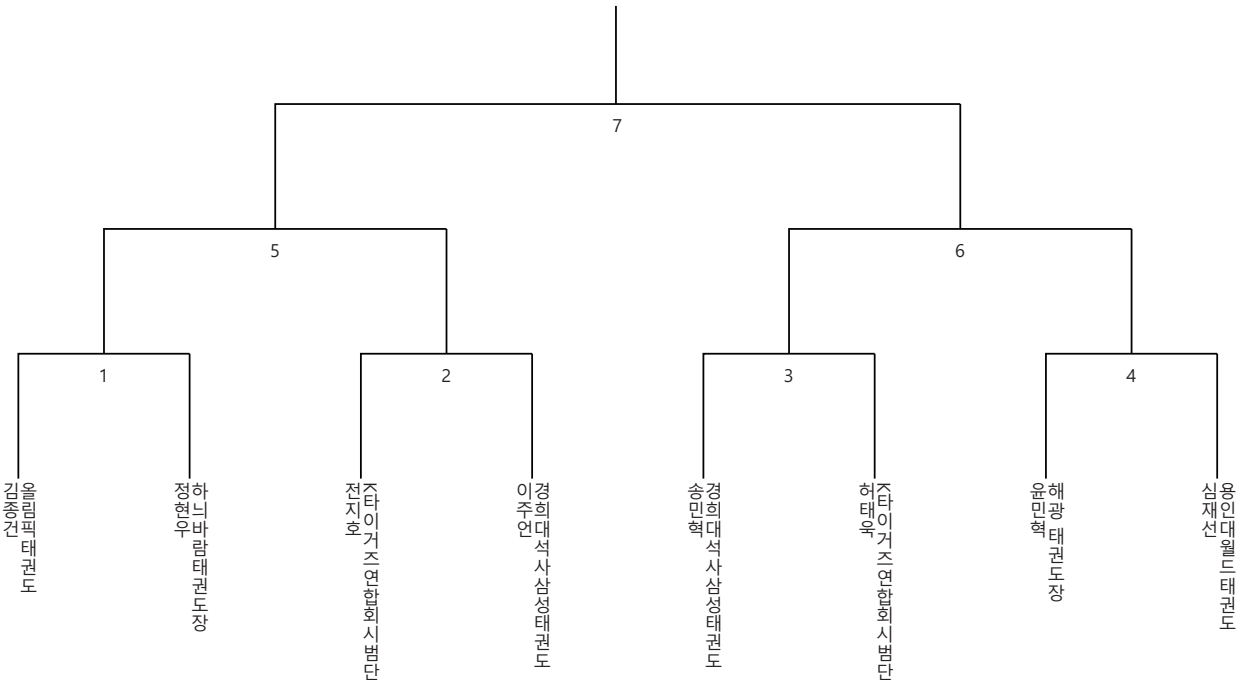 7
5
6
1
2
3
4
김종건
올림픽태권도
정현우
하늬바람태권도장
전지호
K타이거즈연합회시범단
이주언
경희대석사삼성태권도
송민혁
경희대석사삼성태권도
허태욱
K타이거즈연합회시범단
윤민혁
해광 태권도장
심재선
용인대월드태권도